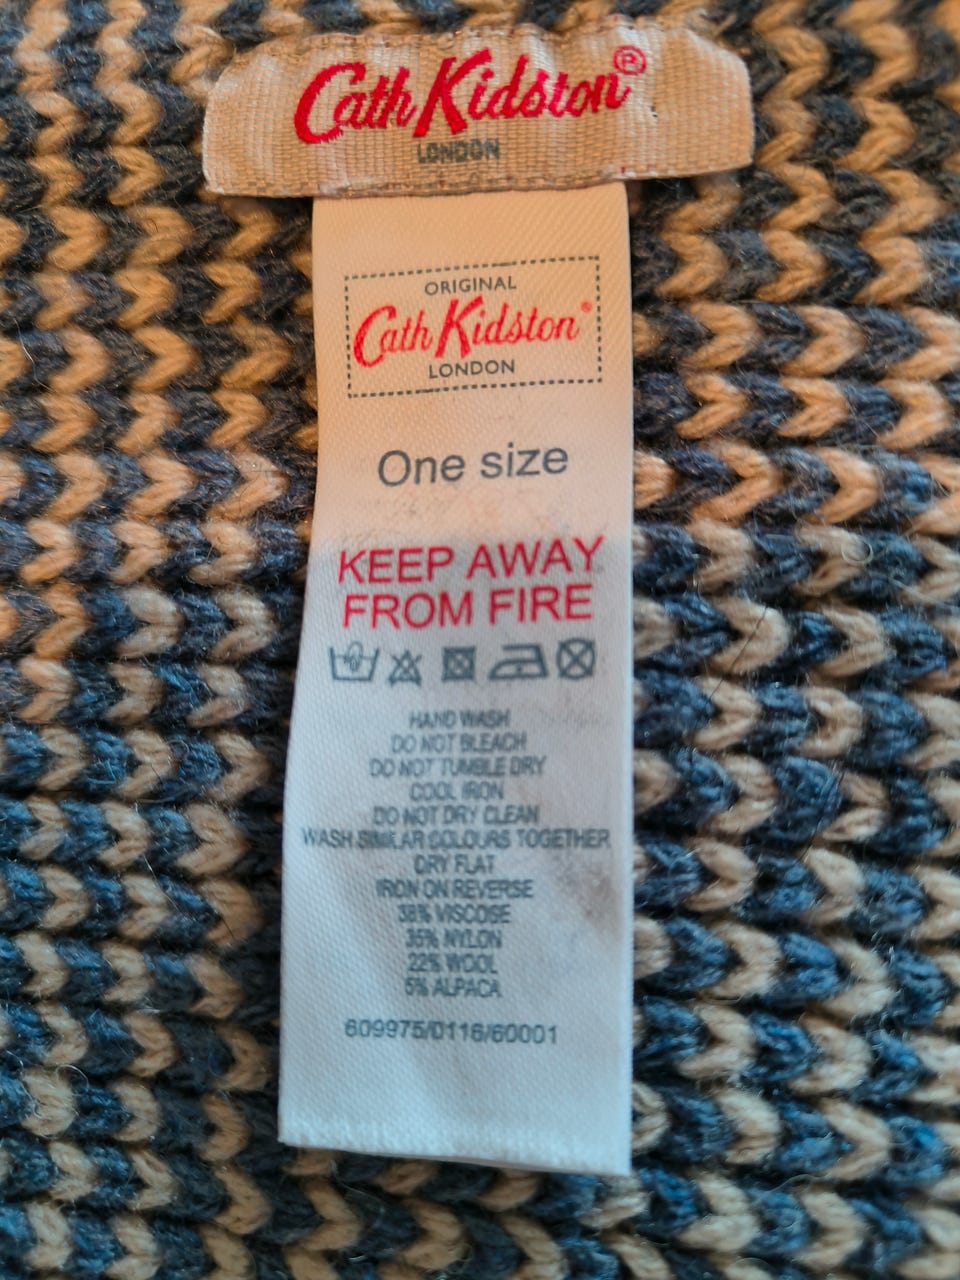 Cath Kidston®
LONDON
ORIGINAL
Cath Kidston®
LONDON
One size
KEEP AWAY
FROM FIRE
HAND WASH
DO NOT BLEACH
DO NOT TUMBLE DRY
COOL IRON
DO NOT DRY CLEAN
WASH SIMILAR COLOURS TOGETHER
DRY FLAT
IRON ON REVERSE
38% VISCOSE
35% NYLON
22% WOOL
5% ALPACA
609975/0116/60001